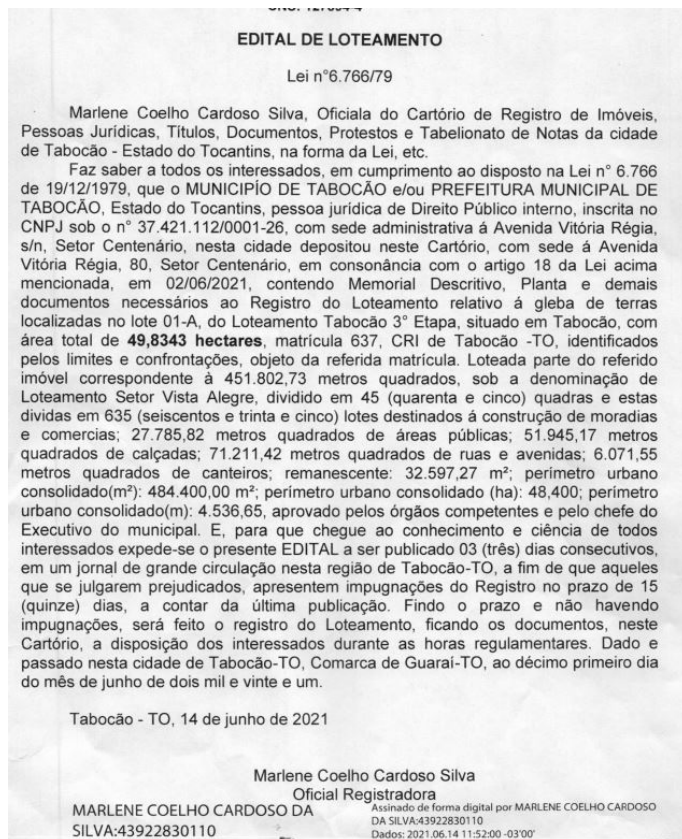 EDITAL DE LOTEAMENTO
Lei n°6.766/79
Marlene Coelho Cardoso Silva, Oficiala do Cartório de Registro de Imóveis,
Pessoas Jurídicas, Títulos, Documentos, Protestos e Tabelionato de Notas da cidade
de Tabocão - Estado do Tocantins, na forma da Lei, etc.
Faz saber a todos os interessados, em cumprimento ao disposto na Lei n° 6.766
de 19/12/1979, que o MUNICIPÍO DE TABOCÃO e/ou PREFEITURA MUNICIPAL DE
TABOCÃO, Estado do Tocantins, pessoa jurídica de Direito Público interno, inscrita no
CNPJ sob o n° 37.421.112/0001-26, com sede administrativa á Avenida Vitória Régia,
s/n, Setor Centenário, nesta cidade depositou neste Cartório, com sede á Avenida
Vitória Régia, 80, Setor Centenário, em consonância com o artigo 18 da Lei acima
mencionada, em 02/06/2021, contendo Memorial Descritivo, Planta e demais
documentos necessários ao Registro do Loteamento relativo á gleba de terras
localizadas no lote 01-A, do Loteamento Tabocão 3° Etapa, situado em Tabocão, com
área total de 49,8343 hectares, matrícula 637, CRI de Tabocão -TO, identificados
pelos limites e confrontações, objeto da referida matrícula. Loteada parte do referido
imóvel correspondente à 451.802,73 metros quadrados, sob a denominação de
Loteamento Setor Vista Alegre, dividido em 45 (quarenta e cinco) quadras e estas
dividas em 635 (seiscentos e trinta e cinco) lotes destinados á construção de moradias
e comercias; 27.785,82 metros quadrados de áreas públicas; 51.945,17 metros
quadrados de calçadas; 71.211,42 metros quadrados de ruas e avenidas; 6.071,55
metros quadrados de canteiros; remanescente: 32.597,27 m²; perímetro urbano
consolidado(m²): 484.400,00 m²; perímetro urbano consolidado (ha): 48,400; perímetro
urbano consolidado(m): 4.536,65, aprovado pelos órgãos competentes e pelo chefe do
Executivo do municipal. E, para que chegue ao conhecimento e ciência de todos
interessados expede-se o presente EDITAL a ser publicado 03 (três) dias consecutivos,
em um jornal de grande circulação nesta região de Tabocão-TO, a fim de que aqueles
que se julgarem prejudicados, apresentem impugnações do Registro no prazo de 15
(quinze) dias, a contar da última publicação. Findo o prazo e não havendo
impugnações, será feito o registro do Loteamento, ficando os documentos, neste
Cartório, a disposição dos interessados durante as horas regulamentares. Dado e
passado nesta cidade de Tabocão-TO, Comarca de Guaraí-TO, ao décimo primeiro dia
do mês de junho de dois mil e vinte e um.
Tabocão - TO, 14 de junho de 2021
Marlene Coelho Cardoso Silva
Oficial Registradora
MARLENE COELHO CARDOSO DA
SILVA:43922830110
Assinado de forma digital por MARLENE COELHO CARDOSO
DA SILVA:43922830110
Dados: 2021.06.14 11:52:00 -03'00'